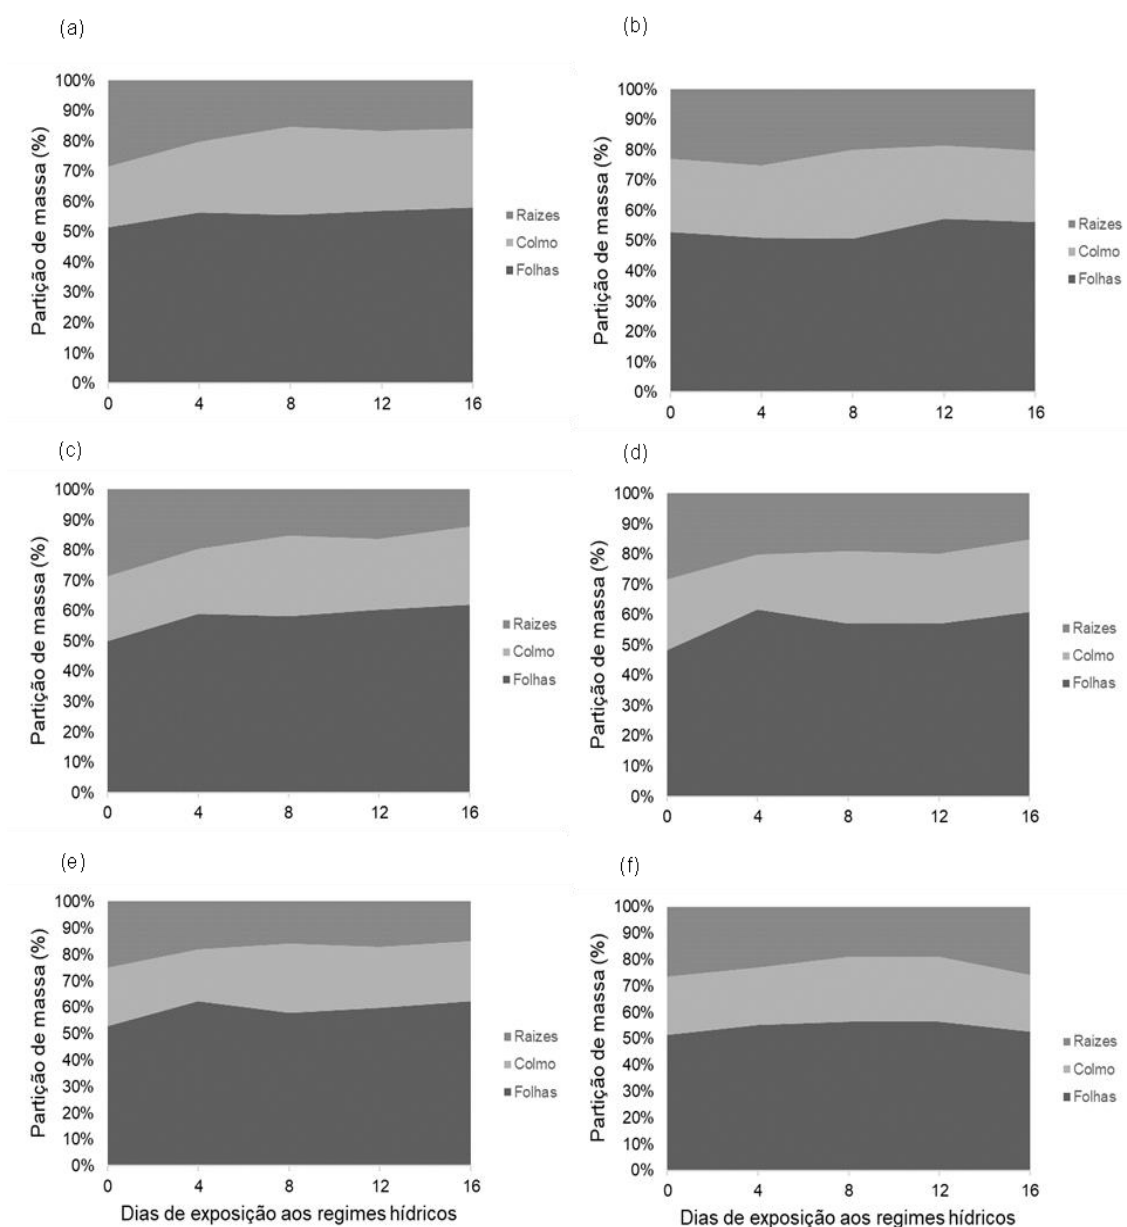 (a)
Partição de massa (%)
100%
90%
80%
70%
60%
50%
40%
30%
20%
10%
0%
0 4 8 12 16
Raizes
Colmo
Folhas
(b)
Partição de massa (%)
100%
90%
80%
70%
60%
50%
40%
30%
20%
10%
0%
0 4 8 12 16
Raizes
Colmo
Folhas
(c)
Partição de massa (%)
100%
90%
80%
70%
60%
50%
40%
30%
20%
10%
0%
0 4 8 12 16
Raizes
Colmo
Folhas
(d)
Partição de massa (%)
100%
90%
80%
70%
60%
50%
40%
30%
20%
10%
0%
0 4 8 12 16
Raizes
Colmo
Folhas
(e)
Partição de massa (%)
100%
90%
80%
70%
60%
50%
40%
30%
20%
10%
0%
0 4 8 12 16
Dias de exposição aos regimes hídricos
Raizes
Colmo
Folhas
(f)
Partição de massa (%)
100%
90%
80%
70%
60%
50%
40%
30%
20%
10%
0%
0 4 8 12 16
Dias de exposição aos regimes hídricos
Raizes
Colmo
Folhas